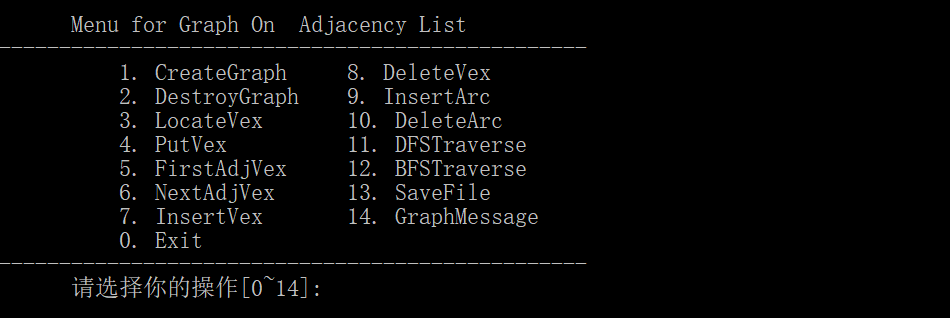 Menu for Graph On  Adjacency List
-------------------------------------------------
1. CreateGraph     8. DeleteVex
2. DestroyGraph    9. InsertArc
3. LocateVex       10. DeleteArc
4. PutVex          11. DFSTraverse
5. FirstAdjVex     12. BFSTraverse
6. NextAdjVex      13. SaveFile
7. InsertVex       14. GraphMessage
0. Exit
-------------------------------------------------
请选择你的操作[0~14]: